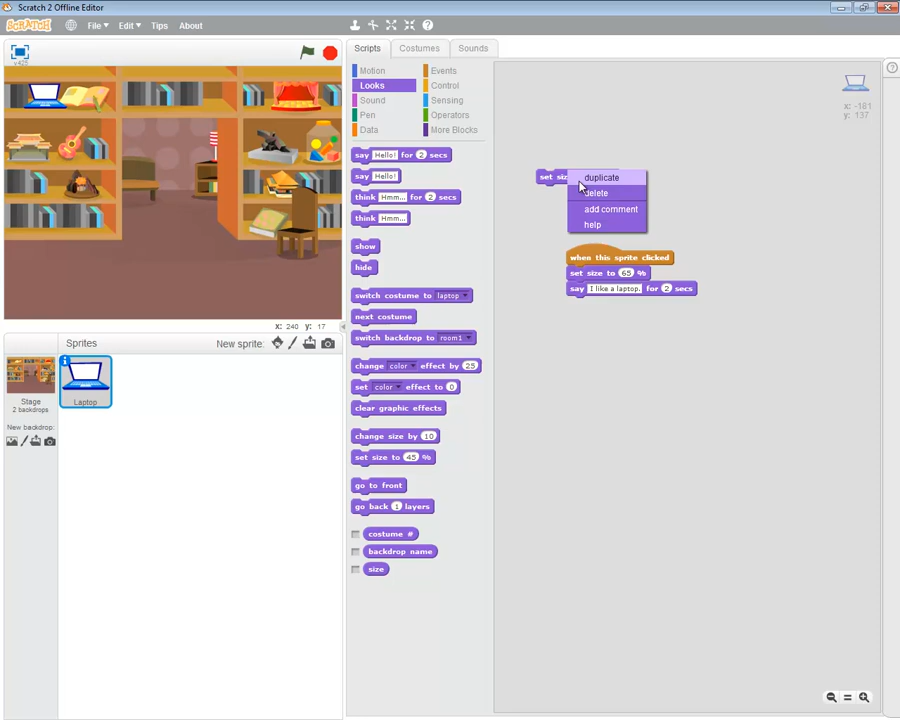 Scratch 2 Offline Editor
SCRATCH File Edit Tips About
v425
Scripts Costumes Sounds
Motion Events
Looks Control
Sound Sensing
Pen Operators
Data More Blocks
say Hello! for 2 secs
say Hello!
think Hmm... for 2 secs
think Hmm...
show
hide
switch costume to laptop
next costume
switch backdrop to room1
change color effect by 25
set color effect to 0
clear graphic effects
change size by 10
set size to 45 %
go to front
go back 1 layers
costume #
backdrop name
size
x: -181
y: 137
set siz
duplicate
delete
add comment
help
when this sprite clicked
set size to 65 %
say I like a laptop. for 2 secs
x: 240 y: 17
Sprites New sprite:
Stage
2 backdrops
New backdrop:
Laptop